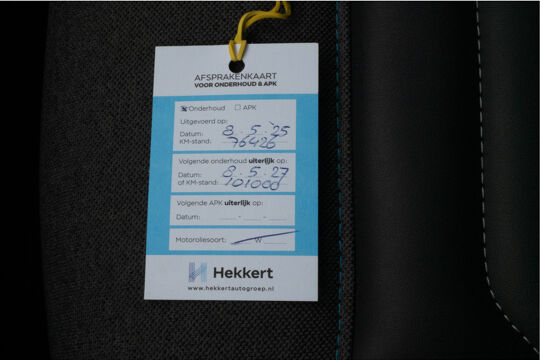 AFSPRAKENKAART
VOOR ONDERHOUD & APK
Onderhoud APK
Uitgevoerd op:
Datum: 8.5.'25
KM-stand: 76426
Volgende onderhoud uiterlijk op:
Datum: 8.5.27
of KM-stand: 101000
Volgende APK uiterlijk op:
Datum: - -
Motoroliesoort: W
Hekkert
www.hekkertautogroep.nl